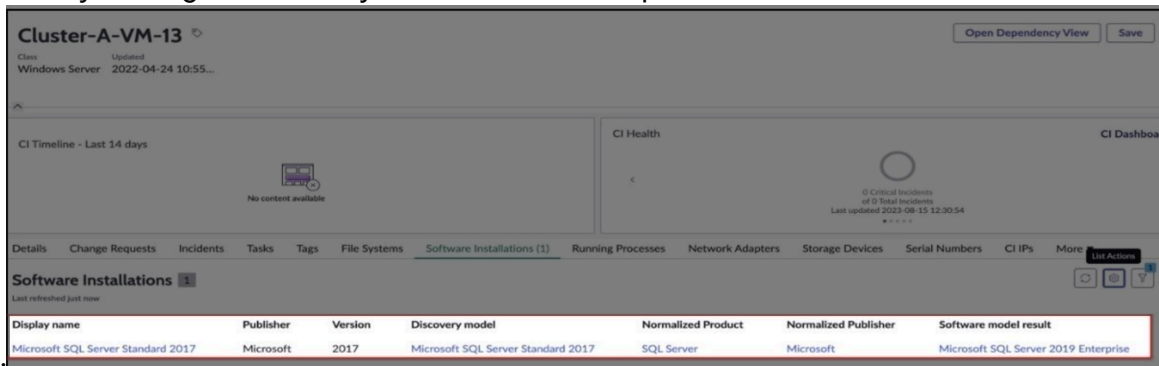 Cluster-A-VM-13
Open Dependency View Save
Class Updated
Windows Server 2022-04-24 10:55...
CI Timeline - Last 14 days
No content available
CI Health
CI Dashboa
0 Critical Incidents
of 0 Total Incidents
Last updated 2023-08-15 12:30:54
Details Change Requests Incidents Tasks Tags File Systems Software Installations (1) Running Processes Network Adapters Storage Devices Serial Numbers CI IPs More
List Actions
Software Installations 1
1
Last refreshed just now
Display name Publisher Version Discovery model Normalized Product Normalized Publisher Software model result
Microsoft SQL Server Standard 2017 Microsoft 2017 Microsoft SQL Server Standard 2017 SQL Server Microsoft Microsoft SQL Server 2019 Enterprise